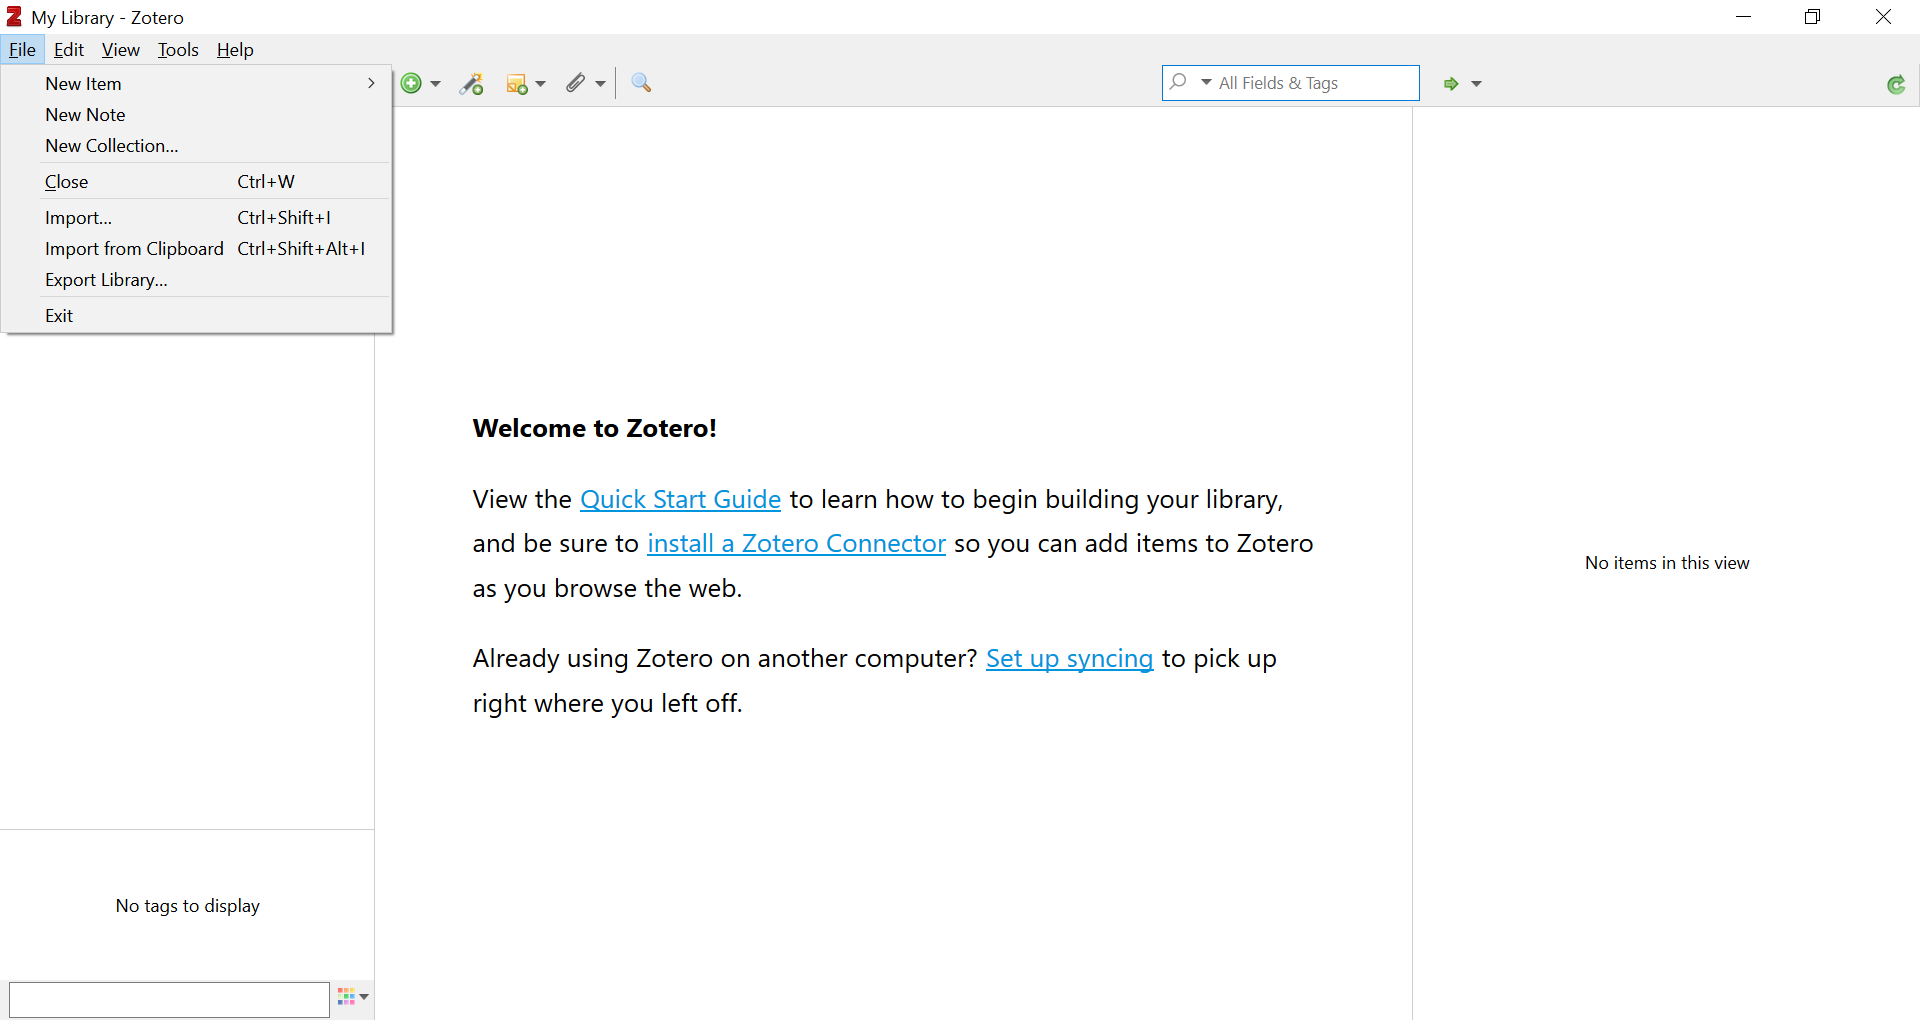 My Library - Zotero
File Edit View Tools Help
New Item
New Note
New Collection...
Close Ctrl+W
Import... Ctrl+Shift+I
Import from Clipboard Ctrl+Shift+Alt+I
Export Library...
Exit
All Fields & Tags
Welcome to Zotero!
View the Quick Start Guide to learn how to begin building your library,
and be sure to install a Zotero Connector so you can add items to Zotero
as you browse the web.
Already using Zotero on another computer? Set up syncing to pick up
right where you left off.
No items in this view
No tags to display